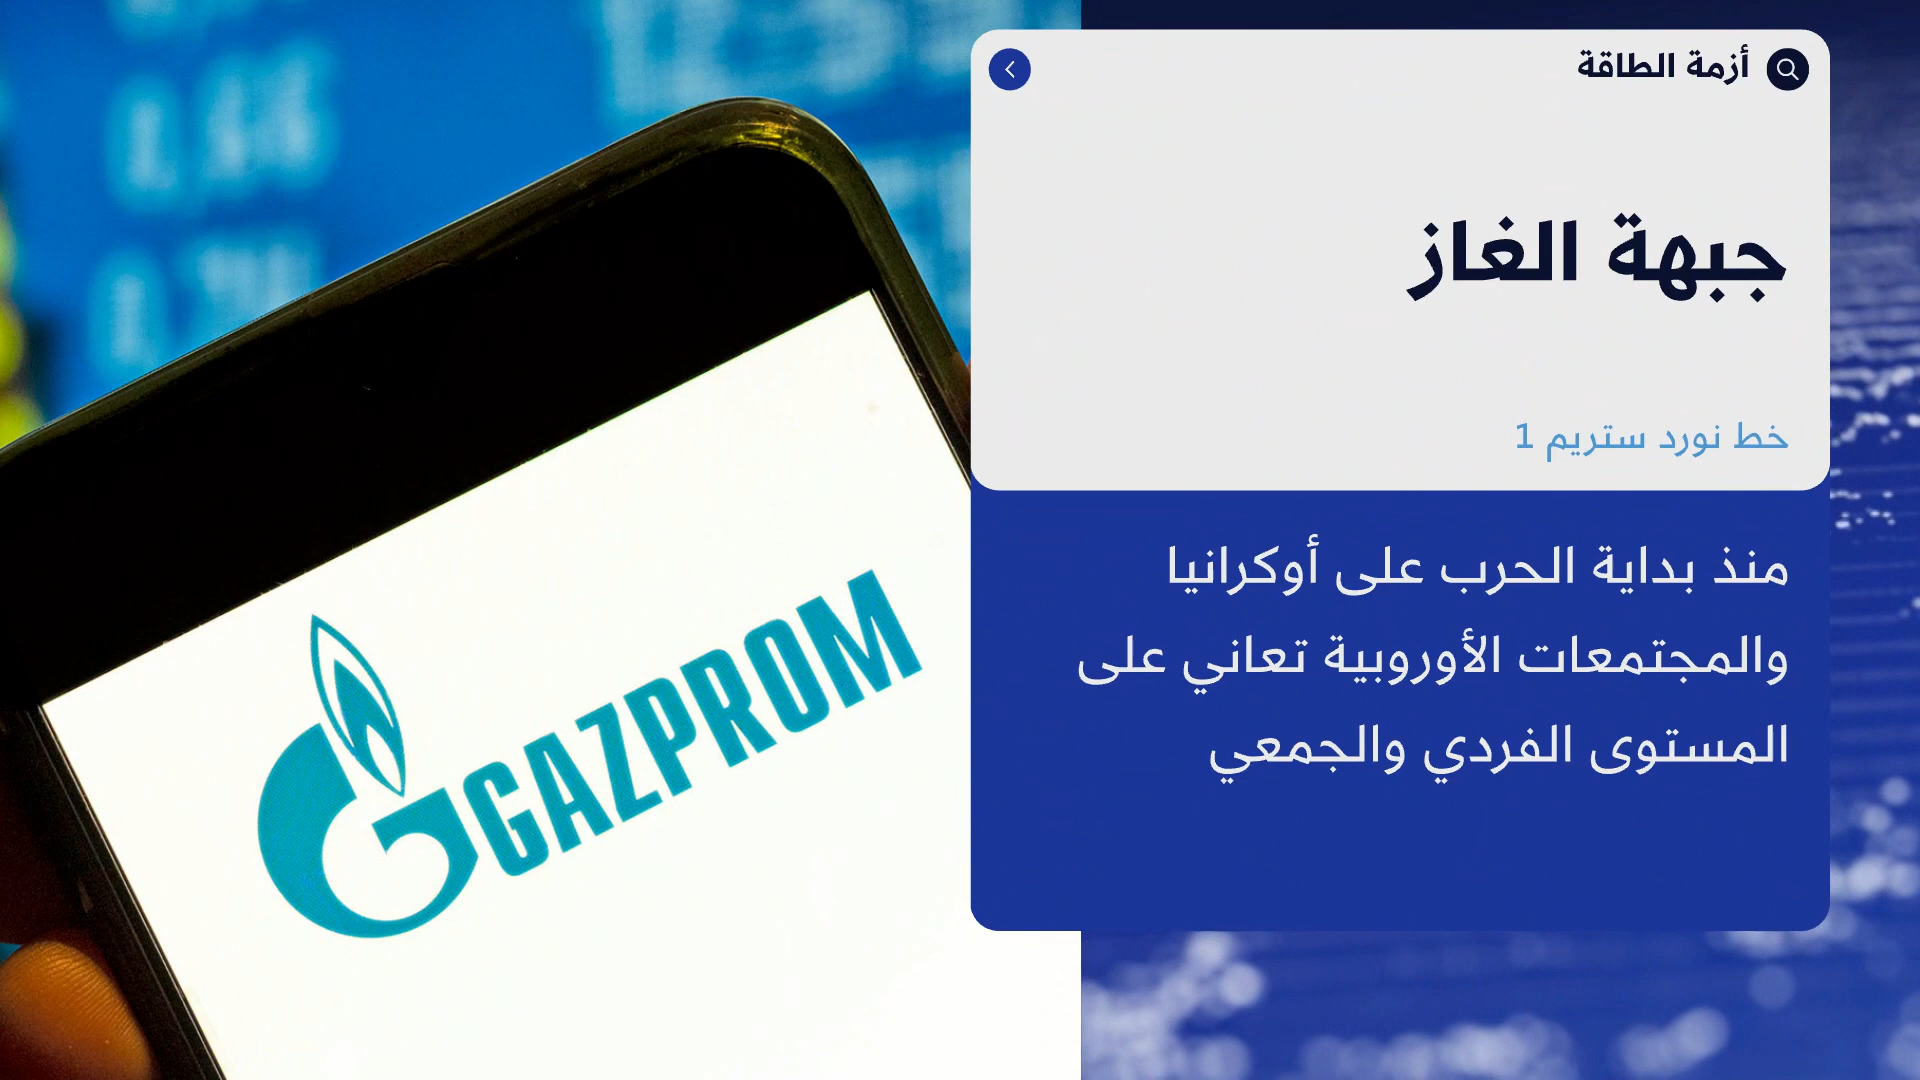 أزمة الطاقة
جبهة الغاز
خط نورد ستريم 1
منذ بداية الحرب على أوكرانيا
والمجتمعات الأوروبية تعاني على
المستوى الفردي والجمعي
GAZPROM